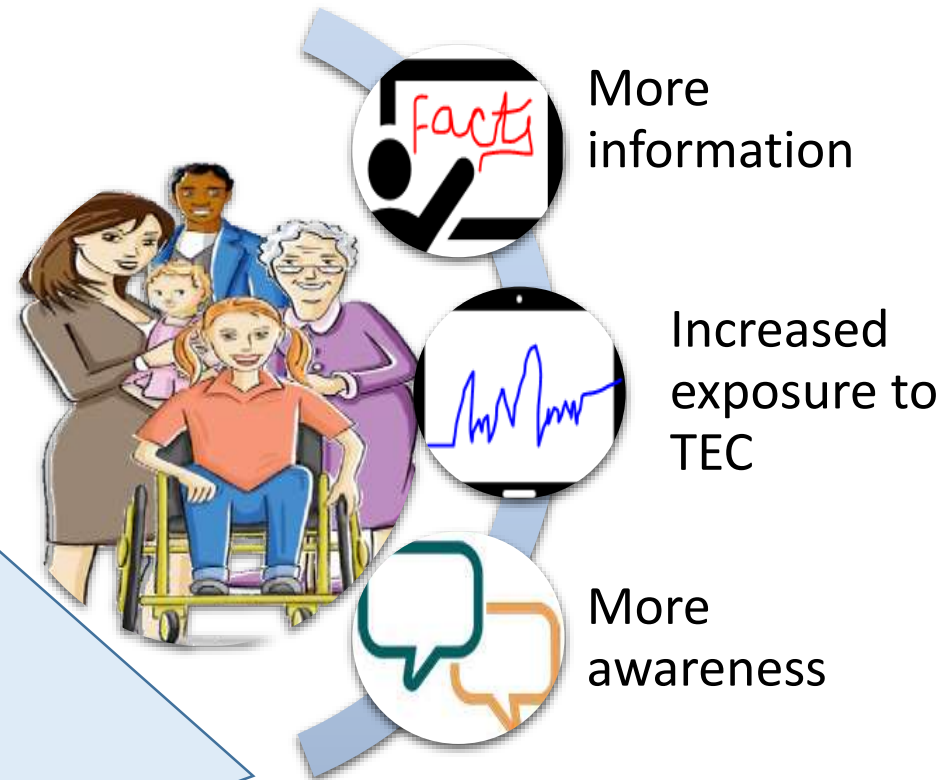 Facts
More
information
Increased
exposure to
TEC
More
awareness